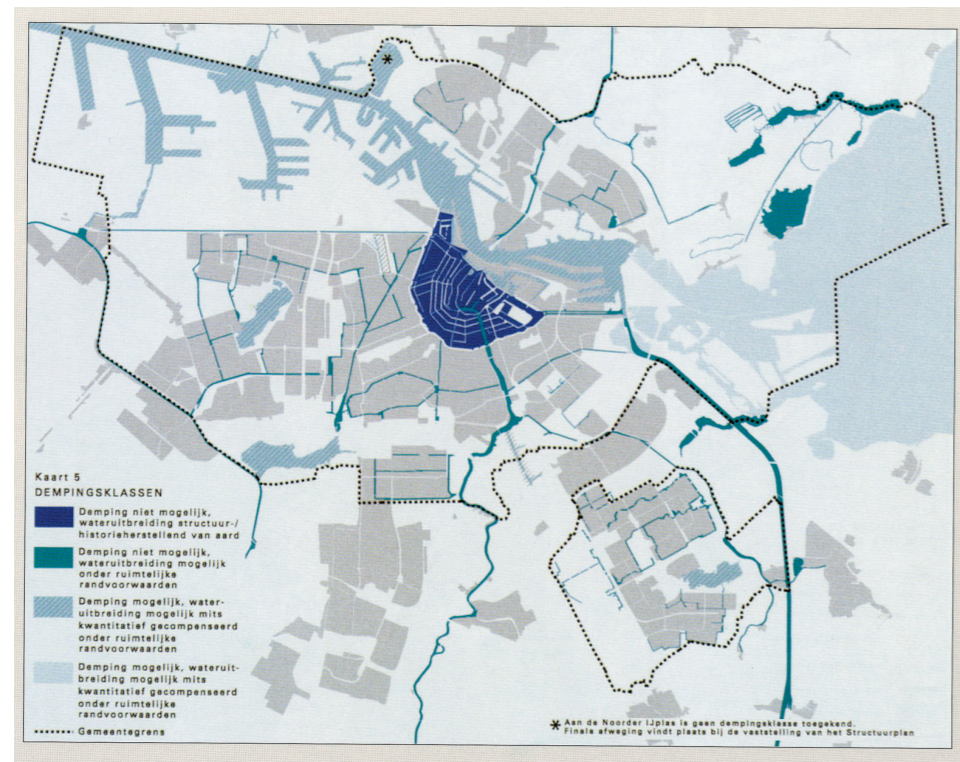 Kaart 5
DEMPINGSKLASSEN
Demping niet mogelijk,
wateruitbreiding structuur-/
historieherstellend van aard
Demping niet mogelijk,
wateruitbreiding mogelijk
onder ruimtelijke
randvoorwaarden
Demping mogelijk, water-
uitbreiding mogelijk mits
kwantitatief gecompenseerd
onder ruimtelijke
randvoorwaarden
Demping mogelijk, wateruit-
breiding mogelijk mits
kwantitatief gecompenseerd
onder ruimtelijke
randvoorwaarden
Gemeentegrens
* Aan de Noorder IJplas is geen dempingsklasse toegekend.
Finale afweging vindt plaats bij de vaststelling van het Structuurplan